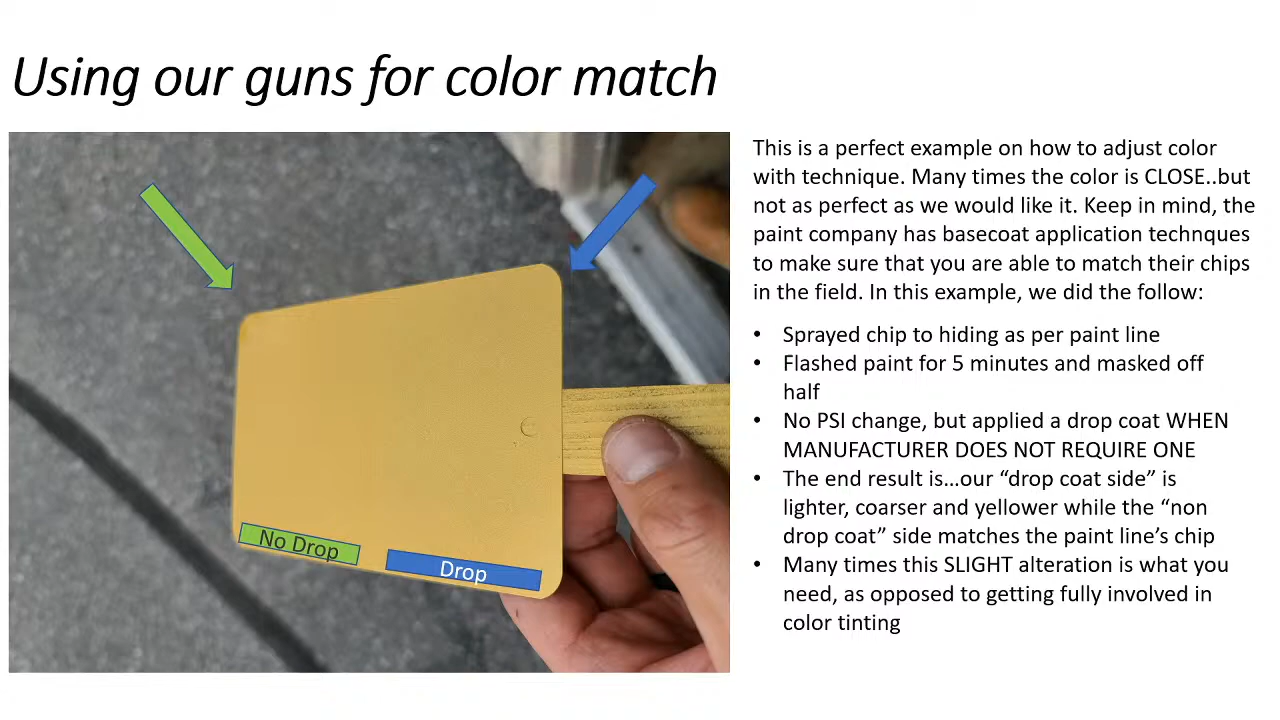 Using our guns for color match
This is a perfect example on how to adjust color
with technique. Many times the color is CLOSE..but
not as perfect as we would like it. Keep in mind, the
paint company has basecoat application technques
to make sure that you are able to match their chips
in the field. In this example, we did the follow:
• Sprayed chip to hiding as per paint line
• Flashed paint for 5 minutes and masked off
half
• No PSI change, but applied a drop coat WHEN
MANUFACTURER DOES NOT REQUIRE ONE
• The end result is…our “drop coat side” is
lighter, coarser and yellower while the “non
drop coat” side matches the paint line’s chip
• Many times this SLIGHT alteration is what you
need, as opposed to getting fully involved in
color tinting
No Drop
Drop